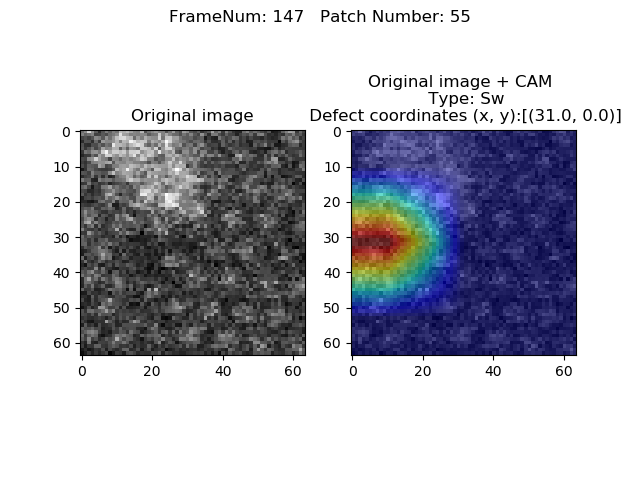 FrameNum: 147   Patch Number: 55
Original image
0
10
20
30
40
50
60
0 20 40 60
Original image + CAM
Type: Sw
Defect coordinates (x, y):[(31.0, 0.0)]
0
10
20
30
40
50
60
0 20 40 60